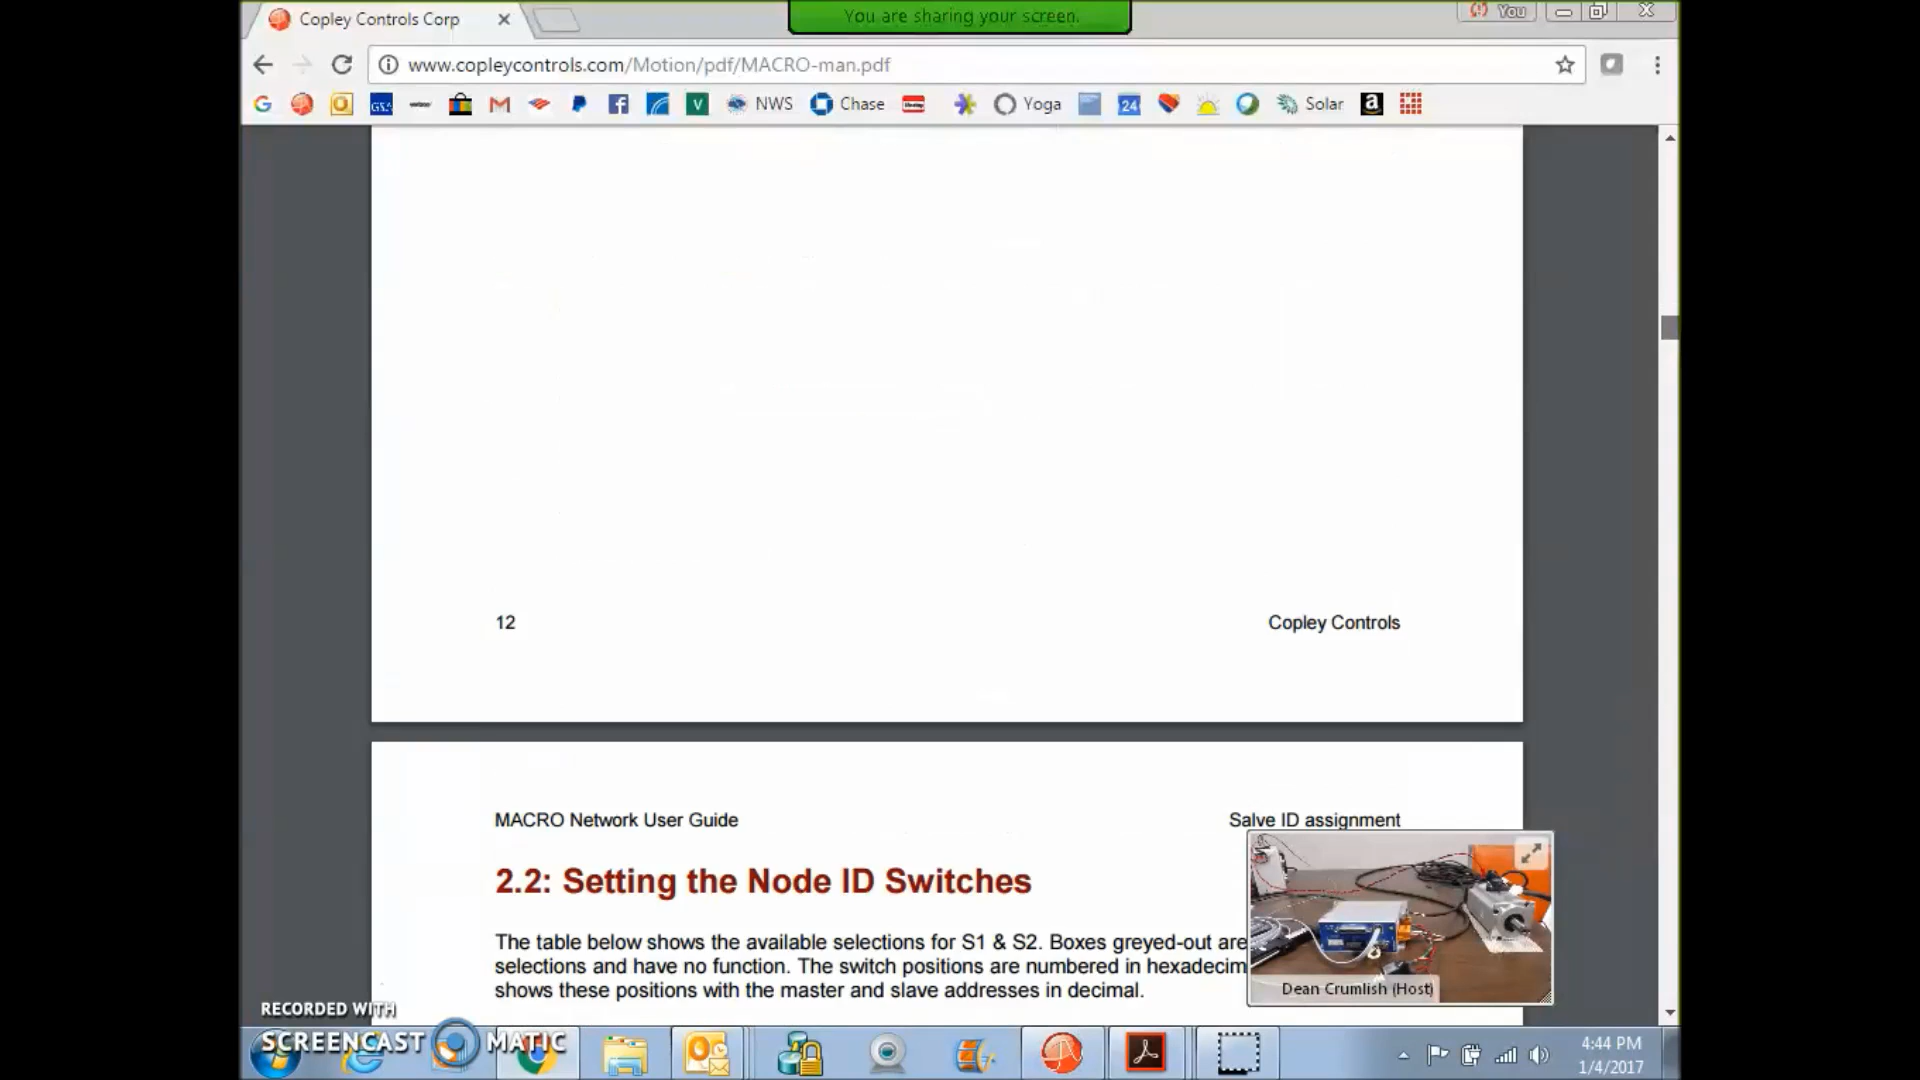 Copley Controls Corp
You are sharing your screen.
You
www.copleycontrols.com/Motion/pdf/MACRO-man.pdf
NWS
Chase
Yoga
24
Solar
12
Copley Controls
MACRO Network User Guide
Salve ID assignment
2.2: Setting the Node ID Switches
The table below shows the available selections for S1 & S2. Boxes greyed-out are
selections and have no function. The switch positions are numbered in hexadecim
shows these positions with the master and slave addresses in decimal.
Dean Crumlish (Host)
RECORDED WITH
SCREENCAST MATIC
4:44 PM
1/4/2017